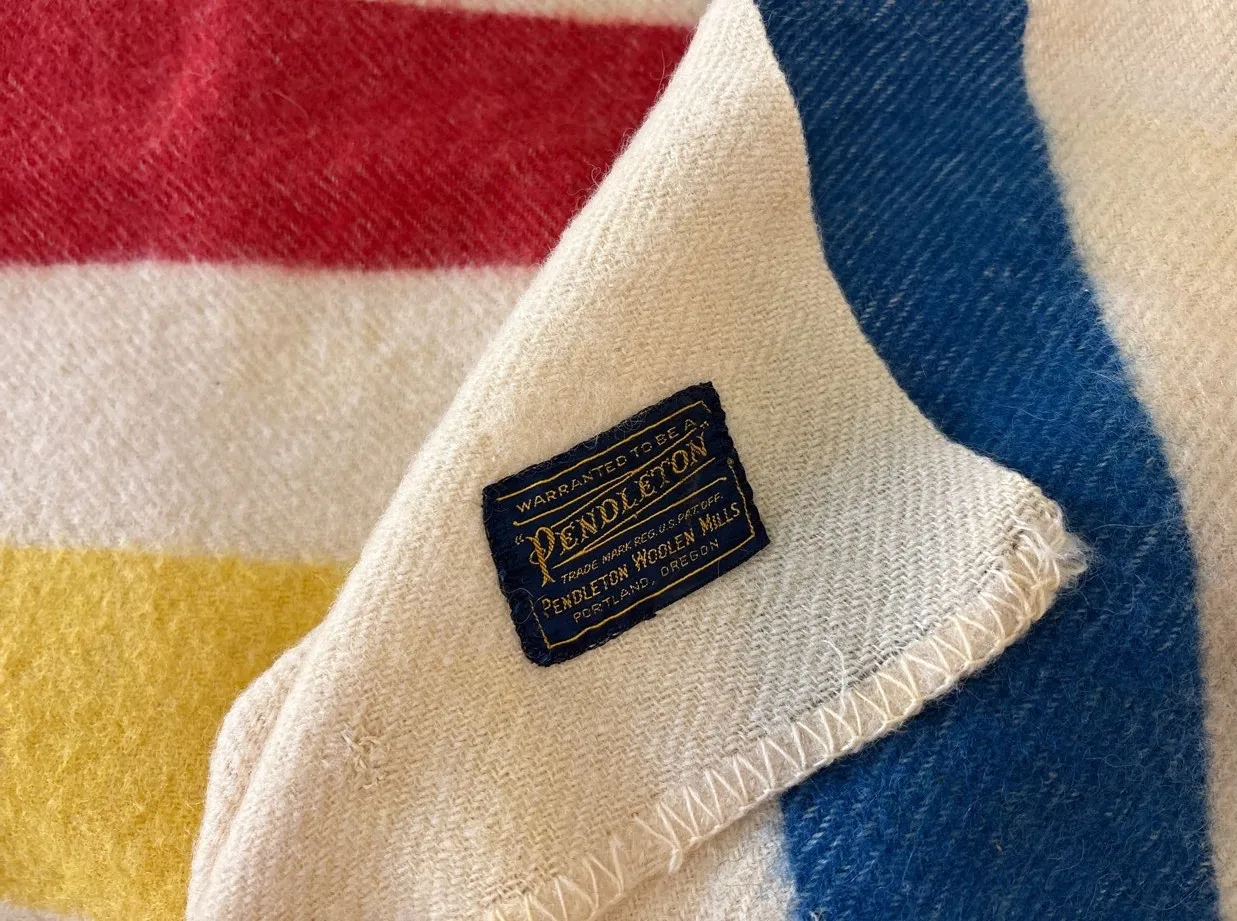 WARRANTED TO BE A
"PENDLETON"
TRADE MARK REG. U.S. PAT. OFF.
PENDLETON WOOLEN MILLS
PORTLAND, OREGON